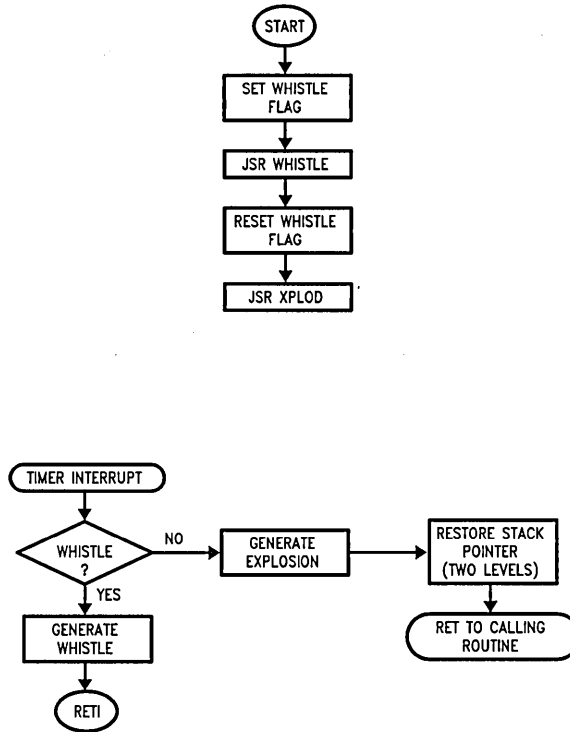 START
SET WHISTLE
FLAG
JSR WHISTLE
RESET WHISTLE
FLAG
JSR XPLOD
TIMER INTERRUPT
WHISTLE
?
NO
YES
GENERATE
EXPLOSION
RESTORE STACK
POINTER
(TWO LEVELS)
GENERATE
WHISTLE
RET TO CALLING
ROUTINE
RETI